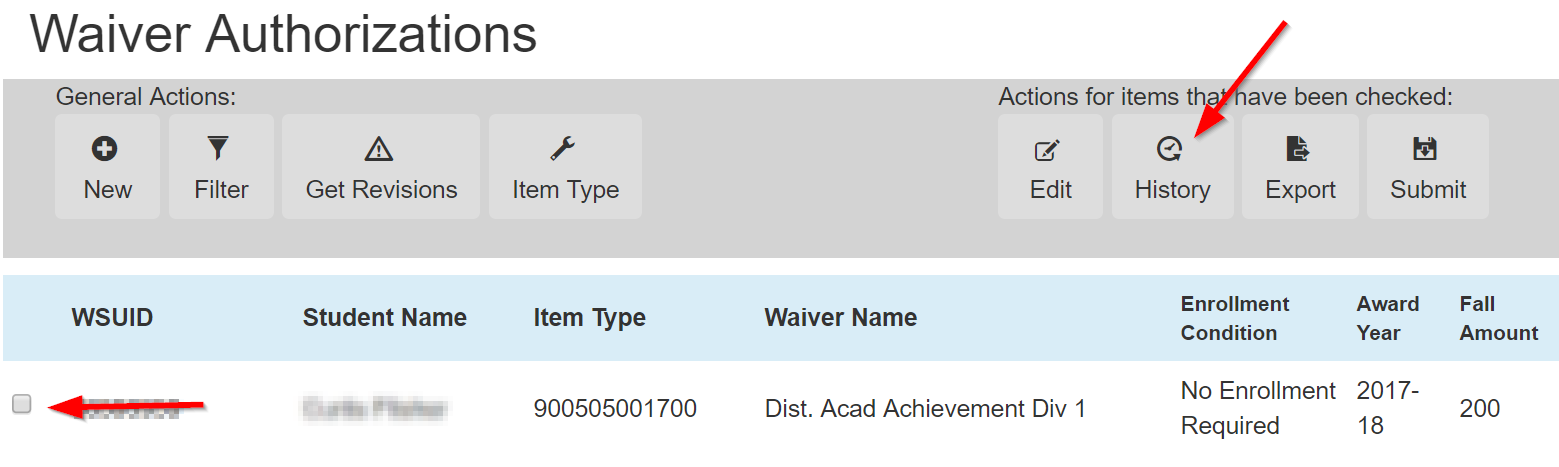 Waiver Authorizations
General Actions:
Actions for items that have been checked:
New
Filter
Get Revisions
Item Type
Edit
History
Export
Submit
WSUID
Student Name
Item Type
Waiver Name
Enrollment
Condition
Award
Year
Fall
Amount
900505001700
Dist. Acad Achievement Div 1
No Enrollment
Required
2017-
18
200